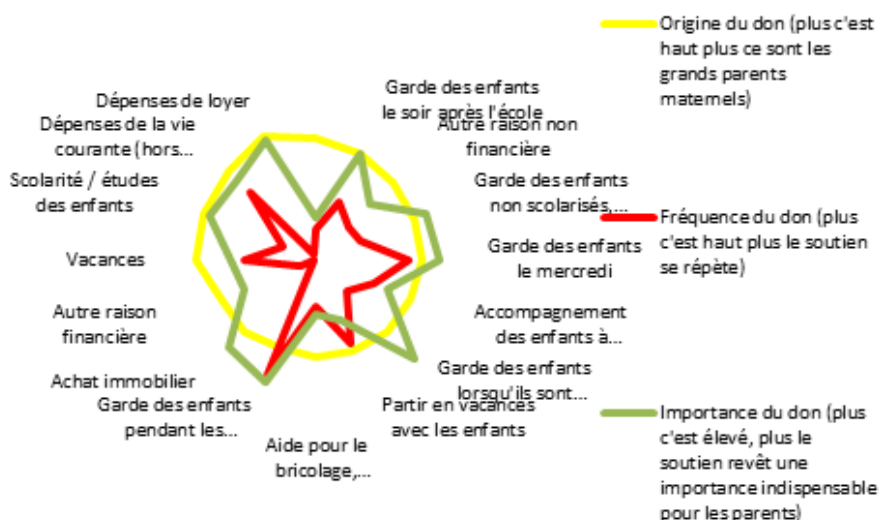 Origine du don (plus c'est
haut plus ce sont les
grands parents
maternels)
Garde des enfants
le soir après l'école
Autre raison non
financière
Garde des enfants
non scolarisés,...
Garde des enfants
le mercredi
Accompagnement
des enfants à...
Garde des enfants
lorsqu'ils sont...
Partir en vacances
avec les enfants
Aide pour le
bricolage,...
Garde des enfants
pendant les...
Achat immobilier
Autre raison
financière
Vacances
Scolarité / études
des enfants
Dépenses de la vie
courante (hors...
Dépenses de loyer
Fréquence du don (plus
c'est haut plus le soutien
se répète)
Importance du don (plus
c'est élevé, plus le
soutien revêt une
importance indispensable
pour les parents)